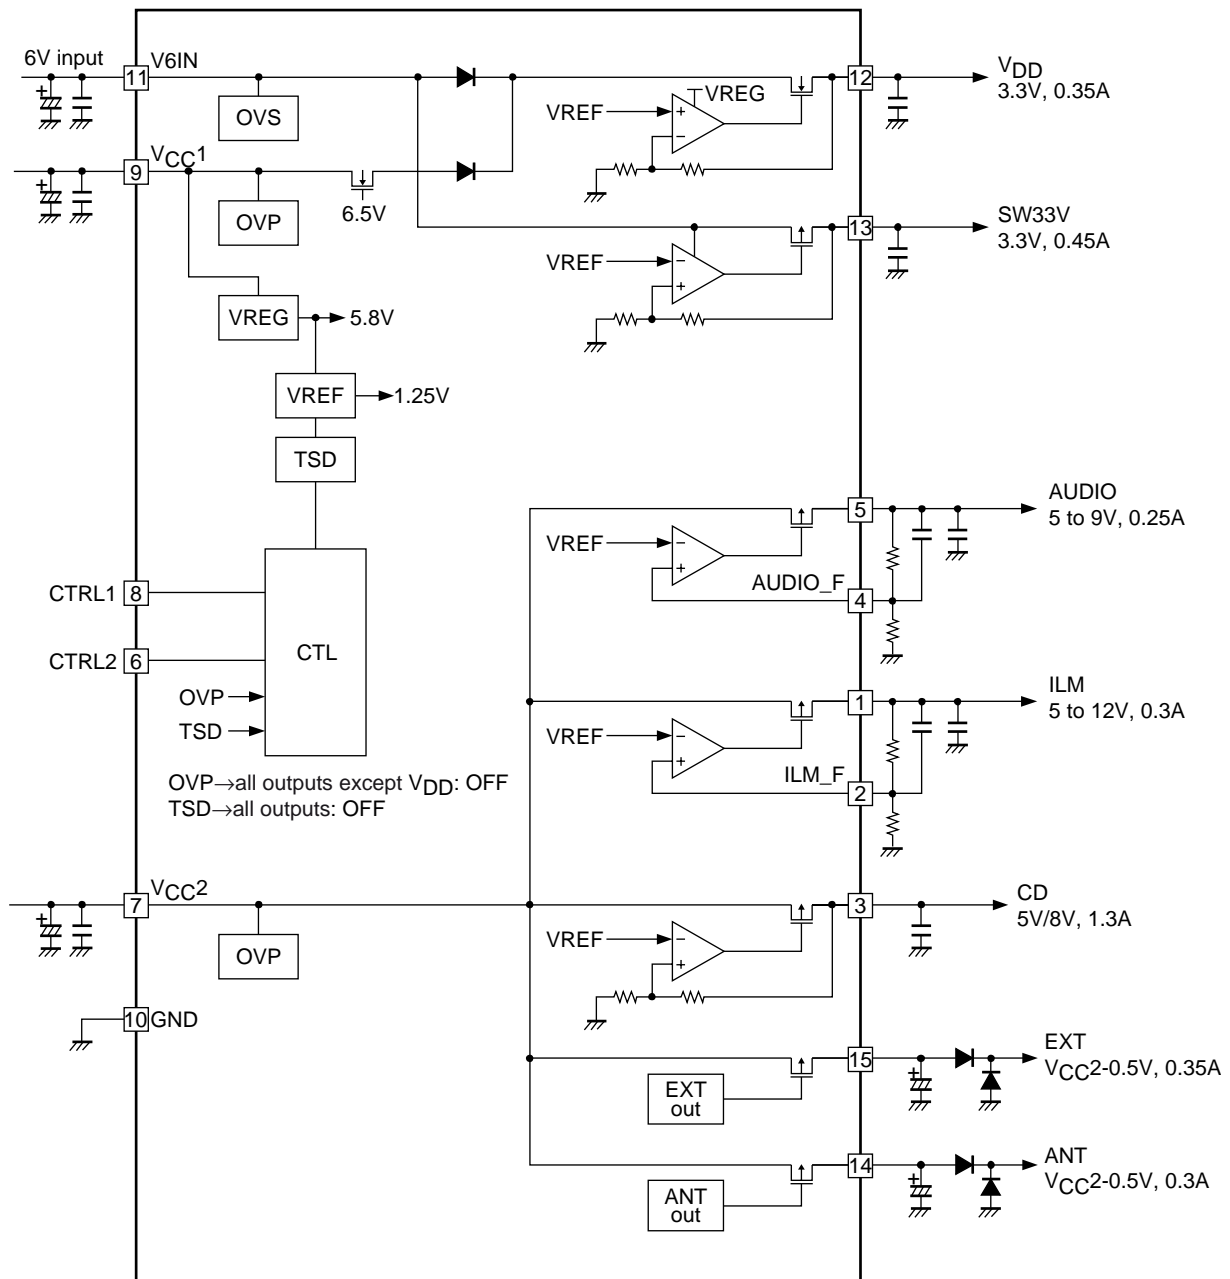 6V input
11
V6IN
OVS
VREF
+
−
VREG
12
VDD
3.3V, 0.35A
+
9
VCC1
OVP
6.5V
+
VREF
−
+
13
SW33V
3.3V, 0.45A
VREG
5.8V
VREF
1.25V
TSD
VREF
−
+
5
AUDIO
5 to 9V, 0.25A
AUDIO_F
4
CTRL1
8
CTRL2
6
CTL
OVP
TSD
OVP→all outputs except VDD: OFF
TSD→all outputs: OFF
VREF
−
+
1
ILM
5 to 12V, 0.3A
ILM_F
2
+
7
VCC2
OVP
VREF
−
+
3
CD
5V/8V, 1.3A
10
GND
EXT
out
15
+
EXT
VCC2-0.5V, 0.35A
ANT
out
14
+
ANT
VCC2-0.5V, 0.3A